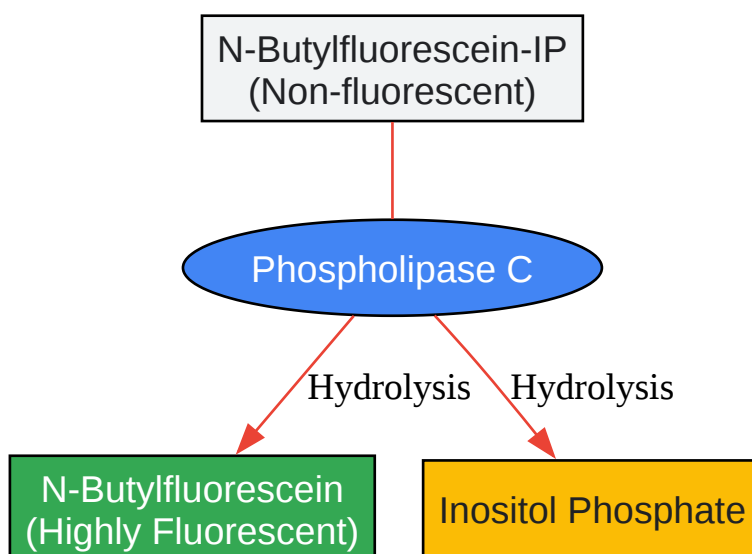 N-Butylfluorescein-IP
(Non-fluorescent)
Phospholipase C
Hydrolysis
Hydrolysis
N-Butylfluorescein
(Highly Fluorescent)
Inositol Phosphate